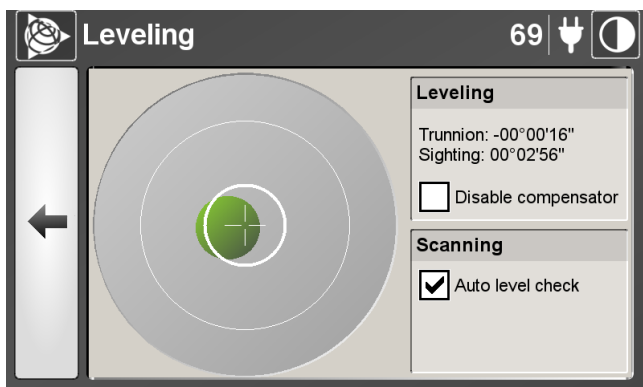 Leveling
69
Leveling
Trunnion: -00°00'16"
Sighting: 00°02'56"
Disable compensator
Scanning
Auto level check